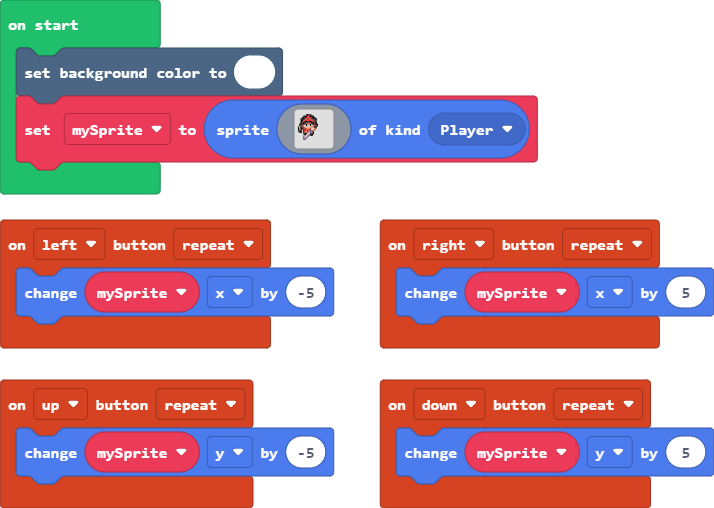 on start
set background color to
set mySprite to sprite of kind Player
on left button repeat
change mySprite x by -5
on right button repeat
change mySprite x by 5
on up button repeat
change mySprite y by -5
on down button repeat
change mySprite y by 5